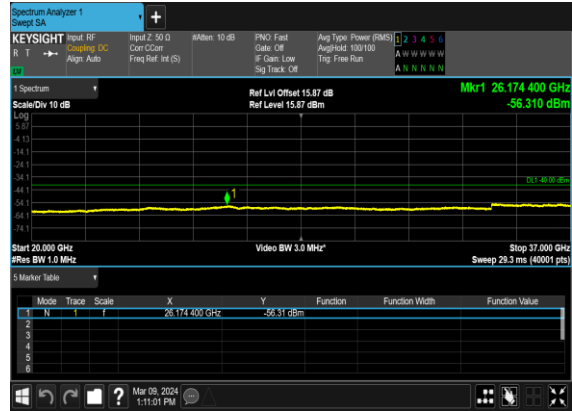 Spectrum Analyzer 1
Swept SA
+
KEYSIGHT Input: RF Input Z: 50 Ω #Atten: 10 dB PNO: Fast Avg Type: Power (RMS) 1 2 3 4 5 6
R T Coupling: DC Corr CCorr Gate: Off Avg|Hold: 100/100 A W W W W W
Align: Auto Freq Ref: Int (S) IF Gain: Low Trig: Free Run
Sig Track: Off A N N N N N
1 Spectrum Ref Lvl Offset 15.87 dB Mkr1 26.174 400 GHz
Scale/Div 10 dB Ref Level 15.87 dBm -56.310 dBm
Log
5.87
-4.13
-14.1
-24.1
-34.1
DL1 -40.00 dBm
-44.1
1
-54.1
-64.1
-74.1
Start 20.000 GHz Video BW 3.0 MHz* Stop 37.000 GHz
#Res BW 1.0 MHz Sweep 29.3 ms (40001 pts)
5 Marker Table
Mode Trace Scale X Y Function Function Width Function Value
1 N 1 f 26.174 400 GHz -56.31 dBm
2
3
4
5
6
? Mar 09, 2024
1:11:01 PM